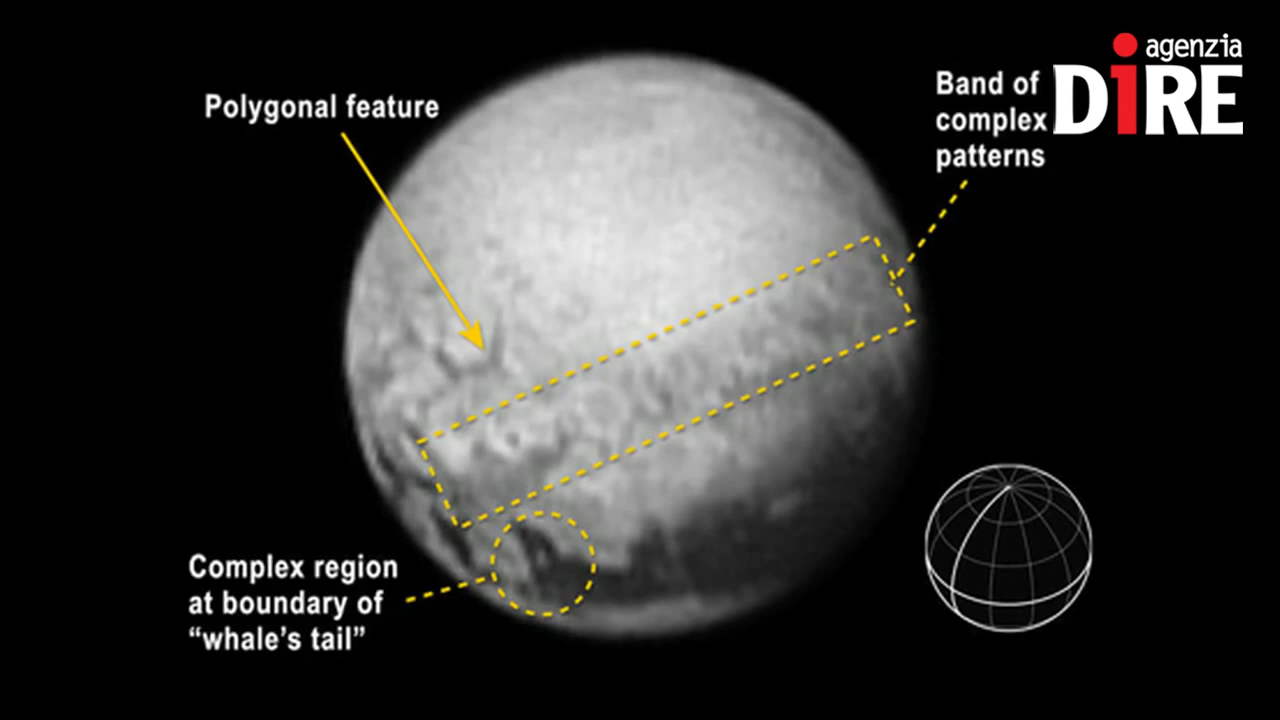 agenzia
DiRE
Polygonal feature
Band of
complex
patterns
Complex region
at boundary of
“whale’s tail”